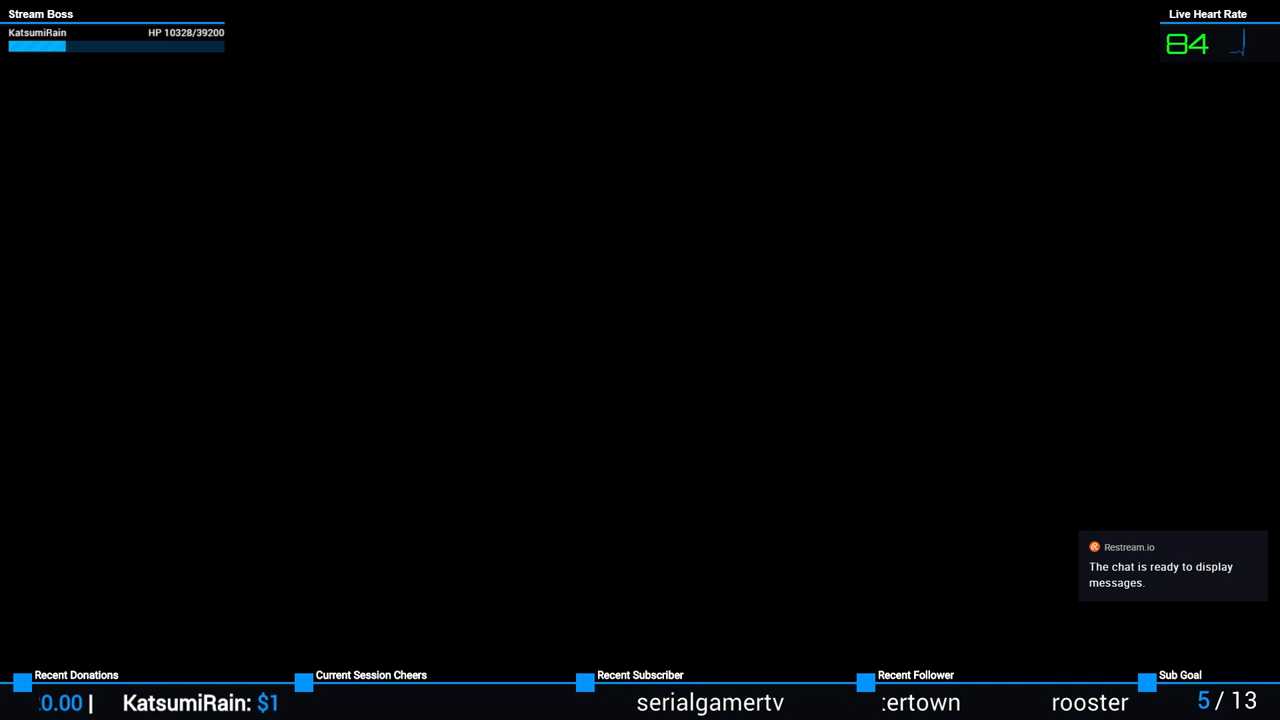 Stream Boss
KatsumiRain HP 10328/39200
Live Heart Rate
84
Restream.io
The chat is ready to display
messages.
Recent Donations
0.00 | KatsumiRain: $1
Current Session Cheers
Recent Subscriber
serialgamertv
Recent Follower
tertown rooster
Sub Goal
5 / 13